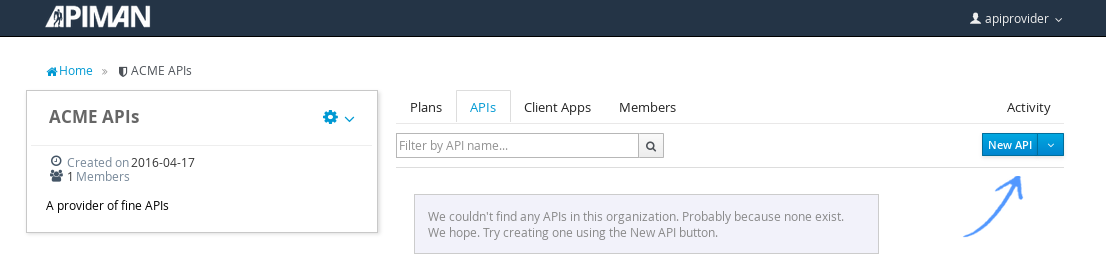 APIMAN
apiprovider
Home » ACME APIs
ACME APIs
Created on 2016-04-17
1 Members
A provider of fine APIs
Plans APIs Client Apps Members Activity
Filter by API name...
New API
We couldn't find any APIs in this organization. Probably because none exist.
We hope. Try creating one using the New API button.